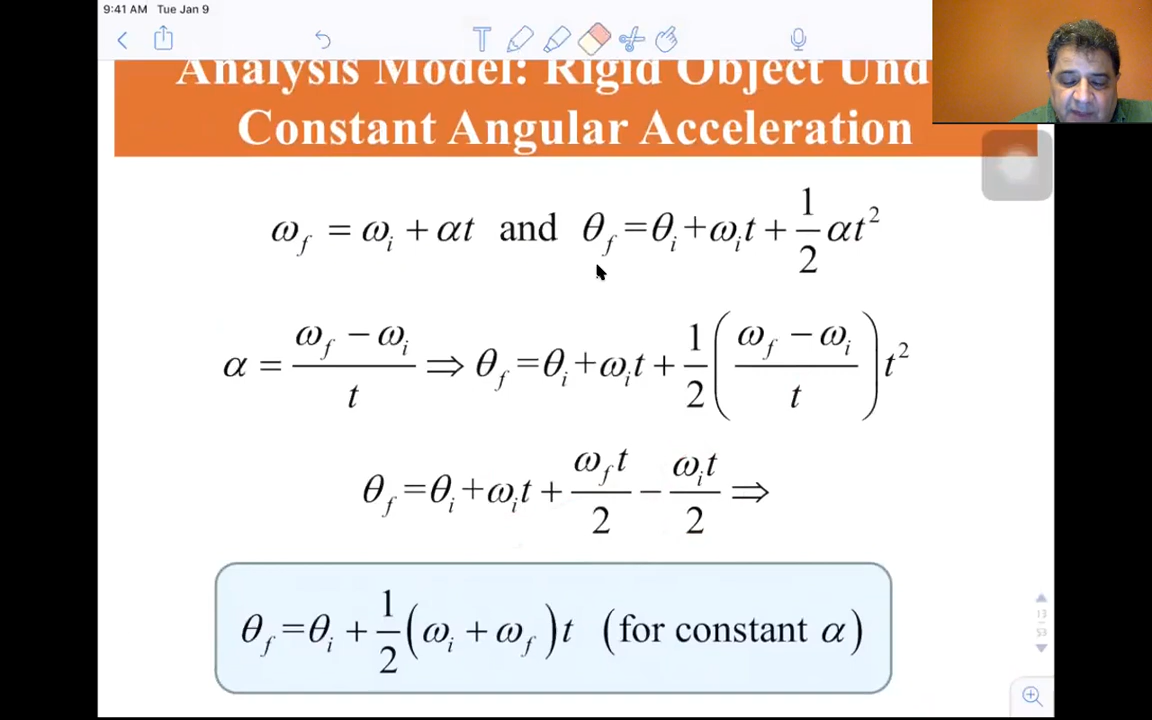 9:41 AM Tue Jan 9
Analysis Model: Rigid Object Und
Constant Angular Acceleration
ω_f = ω_i + αt and θ_f = θ_i + ω_i t + 1/2 αt²
α = (ω_f − ω_i)/t ⇒ θ_f = θ_i + ω_i t + 1/2 ((ω_f − ω_i)/t) t²
θ_f = θ_i + ω_i t + ω_f t/2 − ω_i t/2 ⇒
θ_f = θ_i + 1/2 (ω_i + ω_f) t (for constant α)
13
53